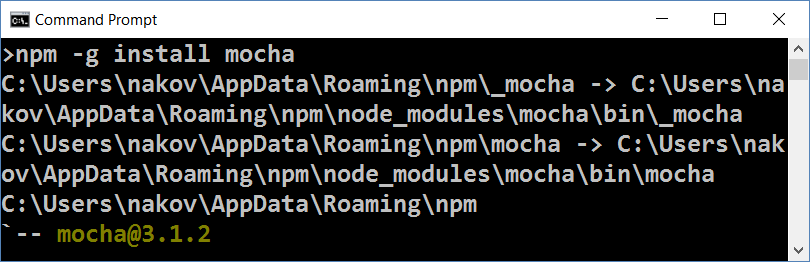 Command Prompt
>npm -g install mocha
C:\Users\nakov\AppData\Roaming\npm\_mocha -> C:\Users\na
kov\AppData\Roaming\npm\node_modules\mocha\bin\_mocha
C:\Users\nakov\AppData\Roaming\npm\mocha -> C:\Users\nak
ov\AppData\Roaming\npm\node_modules\mocha\bin\mocha
C:\Users\nakov\AppData\Roaming\npm
`-- mocha@3.1.2